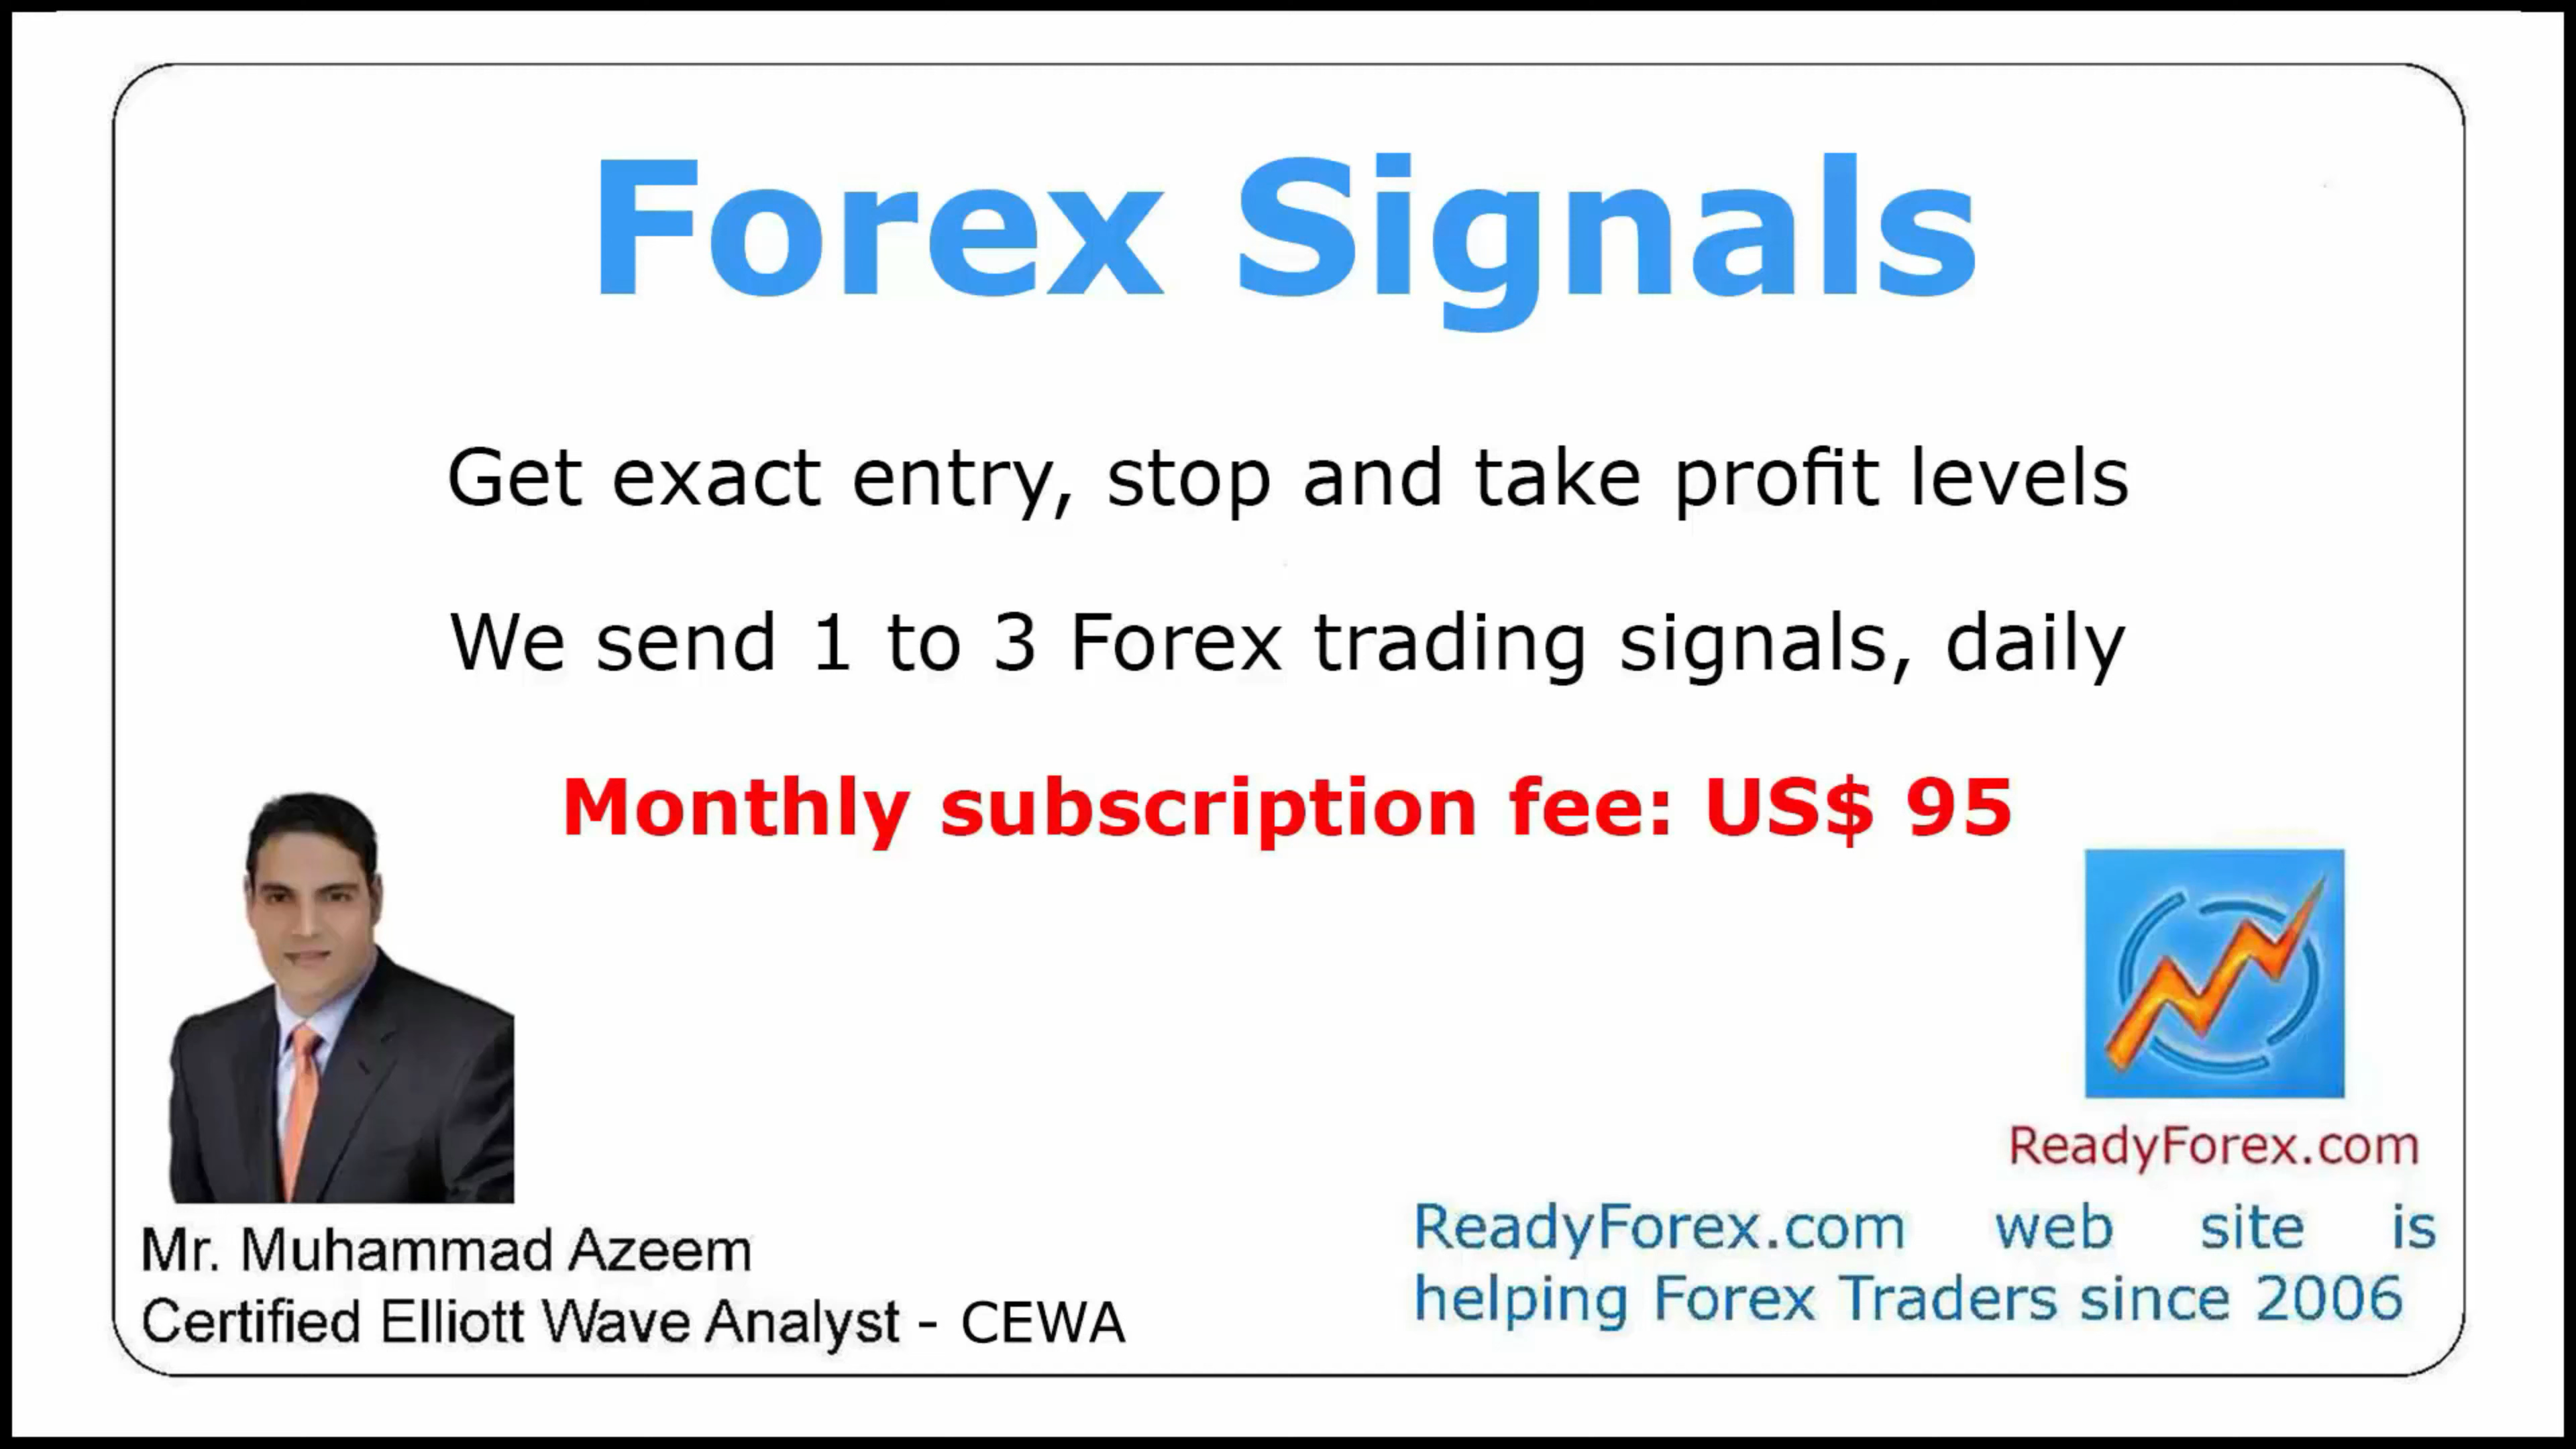 Forex Signals
Get exact entry, stop and take profit levels
We send 1 to 3 Forex trading signals, daily
Monthly subscription fee: US$ 95
ReadyForex.com
Mr. Muhammad Azeem
Certified Elliott Wave Analyst - CEWA
ReadyForex.com web site is
helping Forex Traders since 2006